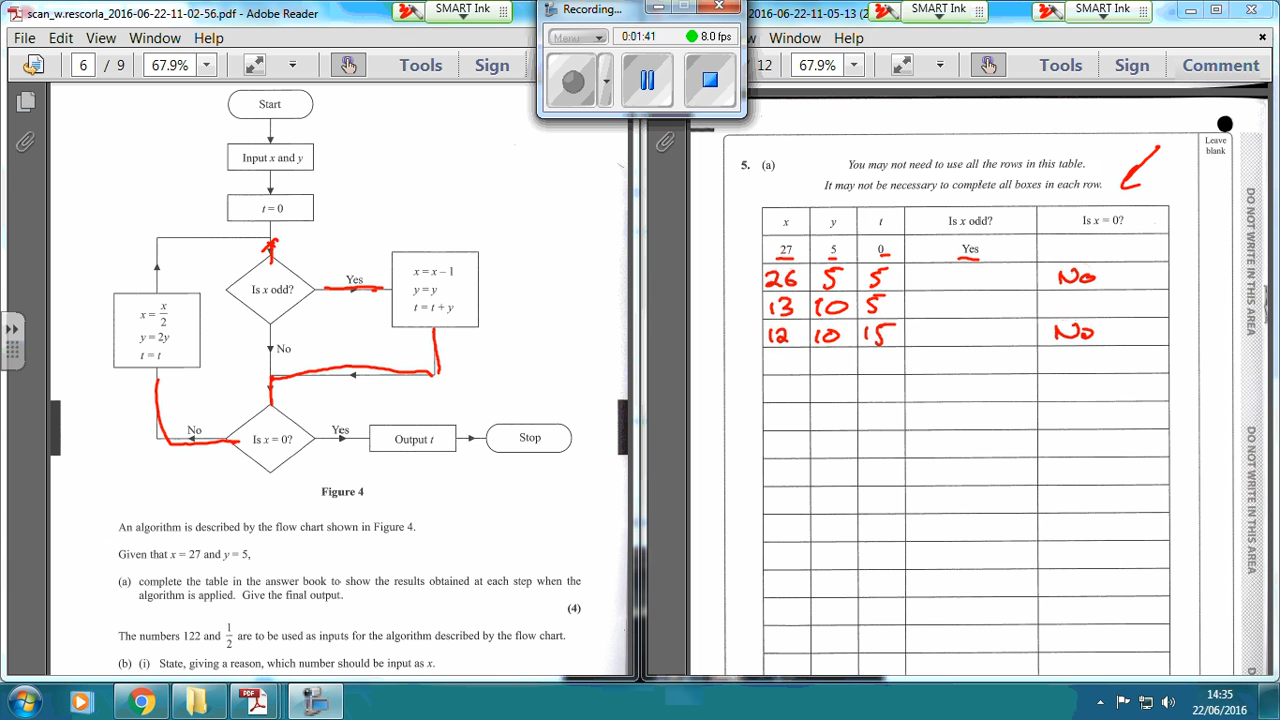 scan_w.rescorla_2016-06-22-11-02-56.pdf - Adobe Reader
SMART Ink
Recording...
2016-06-22-11-05-13 (
SMART Ink
SMART Ink
File Edit View Window Help
Menu
0:01:41
8.0 fps
Window Help
6 / 9
67.9%
Tools
Sign
12
67.9%
Tools
Sign
Comment
Start
Input x and y
t = 0
Is x odd?
Yes
x = x – 1
y = y
t = t + y
x = x/2
y = 2y
t = t
No
No
Is x = 0?
Yes
Output t
Stop
Figure 4
An algorithm is described by the flow chart shown in Figure 4.
Given that x = 27 and y = 5,
(a) complete the table in the answer book to show the results obtained at each step when the
algorithm is applied. Give the final output.
(4)
The numbers 122 and 1/2 are to be used as inputs for the algorithm described by the flow chart.
(b) (i) State, giving a reason, which number should be input as x.
Leave
blank
5. (a) You may not need to use all the rows in this table.
It may not be necessary to complete all boxes in each row.
x y t Is x odd? Is x = 0?
27 5 0 Yes
26 5 5 No
13 10 5
12 10 15 No
DO NOT WRITE IN THIS AREA
DO NOT WRITE IN THIS AREA
14:35
22/06/2016